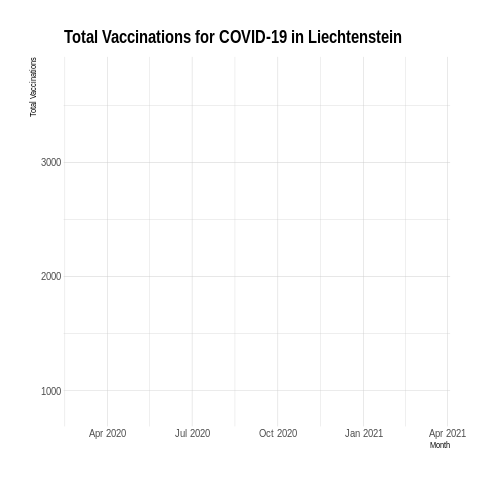 Total Vaccinations for COVID-19 in Liechtenstein
Total Vaccinations
3000
2000
1000
Apr 2020 Jul 2020 Oct 2020 Jan 2021 Apr 2021
Month